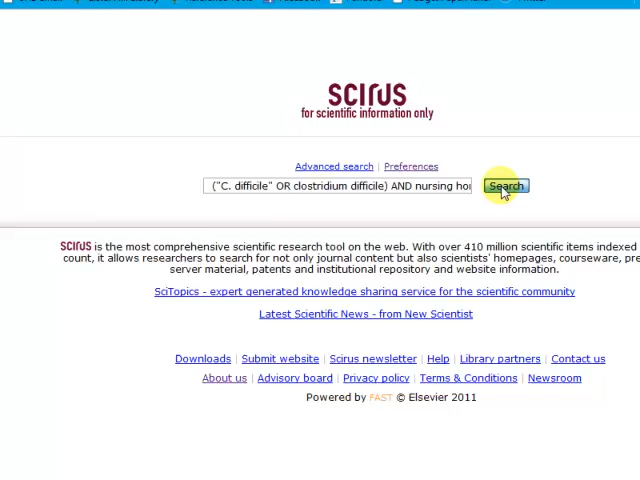 Facebook
Twitter
SCIRUS
for scientific information only
Advanced search | Preferences
("C. difficile" OR clostridium difficile) AND nursing ho
Search
SCIRUS is the most comprehensive scientific research tool on the web. With over 410 million scientific items indexed
count, it allows researchers to search for not only journal content but also scientists' homepages, courseware, pre
server material, patents and institutional repository and website information.
SciTopics - expert generated knowledge sharing service for the scientific community
Latest Scientific News - from New Scientist
Downloads | Submit website | Scirus newsletter | Help | Library partners | Contact us
About us | Advisory board | Privacy policy | Terms & Conditions | Newsroom
Powered by FAST © Elsevier 2011